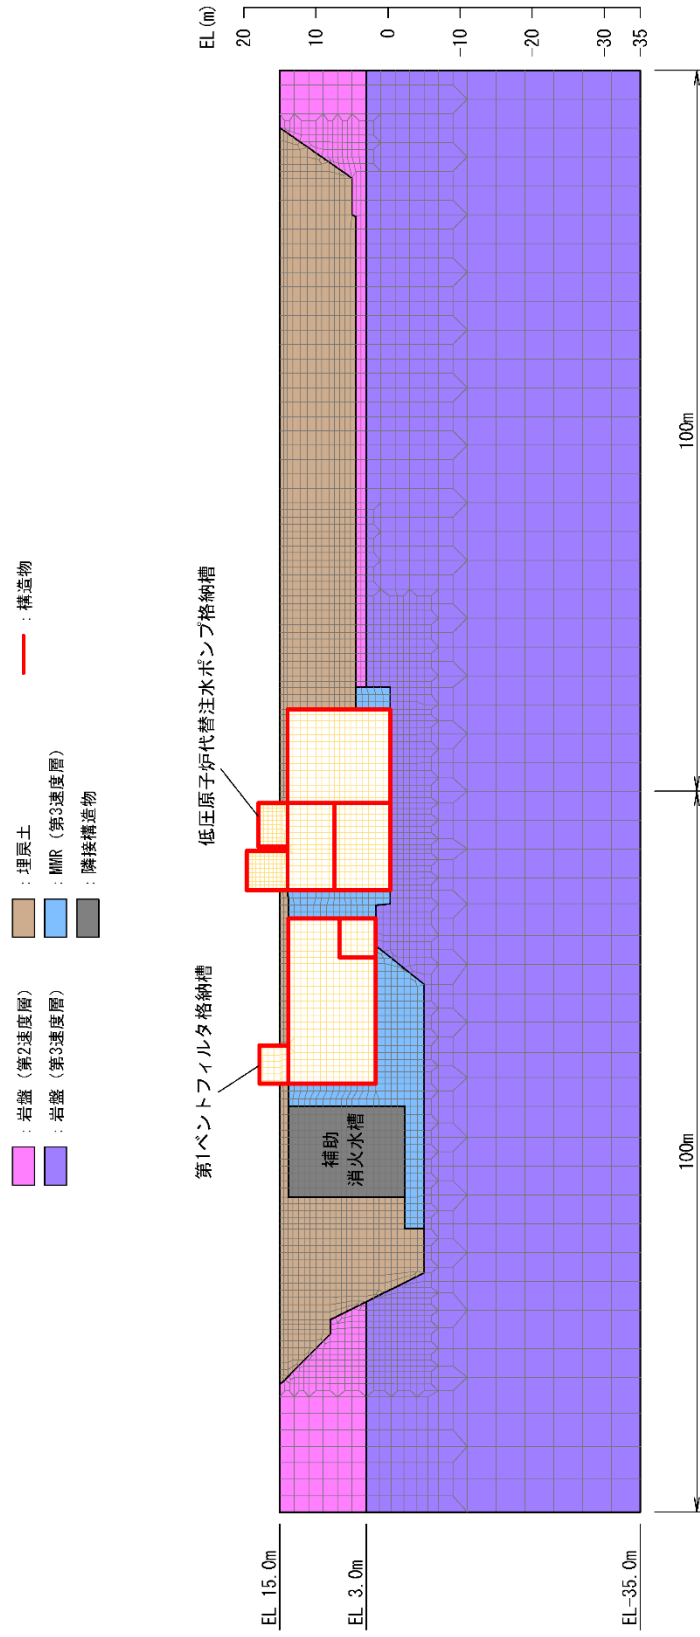 : 岩盤（第2速度層）
: 岩盤（第3速度層）
: 埋戻土
: MMR（第3速度層）
: 隣接構造物
: 構造物
EL(m)
20
10
0
-10
-20
-30
-35
第1ベントフィルタ格納槽
低圧原子炉代替注水ポンプ格納槽
補助
消火水槽
EL 15.0m
EL 3.0m
EL-35.0m
100m
100m